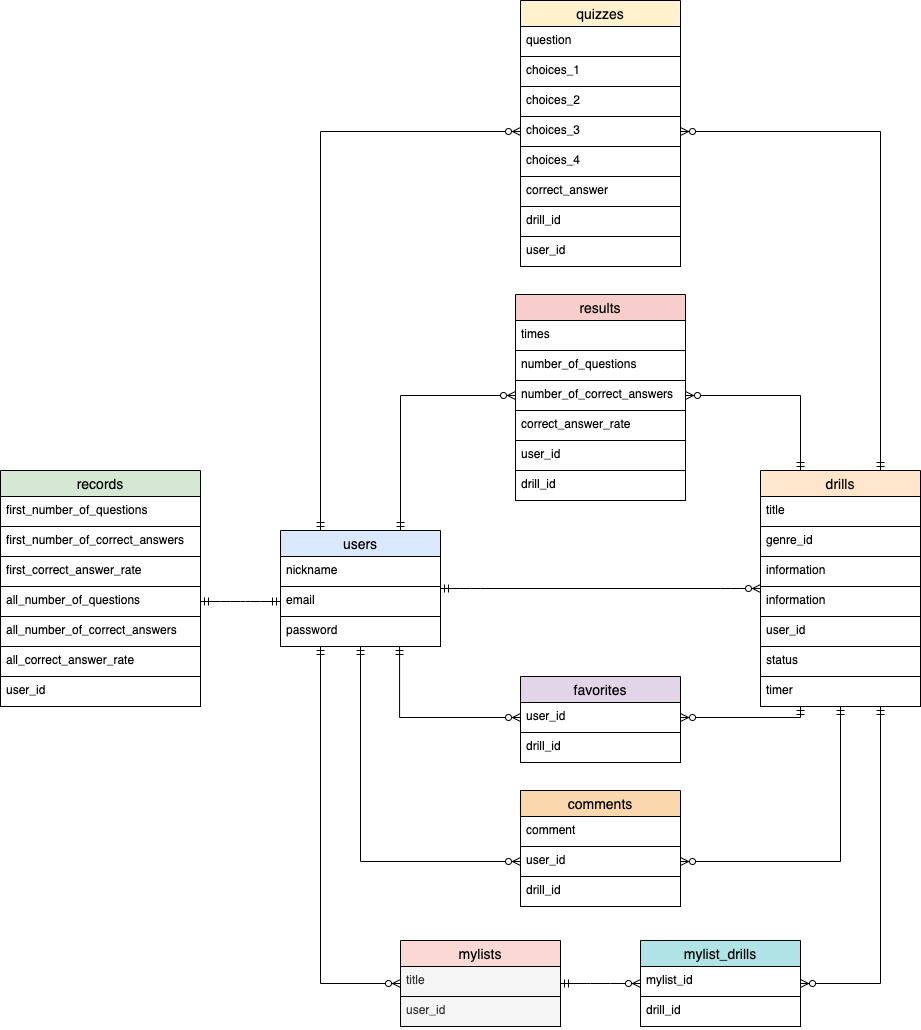 quizzes
question
choices_1
choices_2
choices_3
choices_4
correct_answer
drill_id
user_id
results
times
number_of_questions
number_of_correct_answers
correct_answer_rate
user_id
drill_id
records
first_number_of_questions
first_number_of_correct_answers
first_correct_answer_rate
all_number_of_questions
all_number_of_correct_answers
all_correct_answer_rate
user_id
users
nickname
email
password
drills
title
genre_id
information
information
user_id
status
timer
favorites
user_id
drill_id
comments
comment
user_id
drill_id
mylists
title
user_id
mylist_drills
mylist_id
drill_id